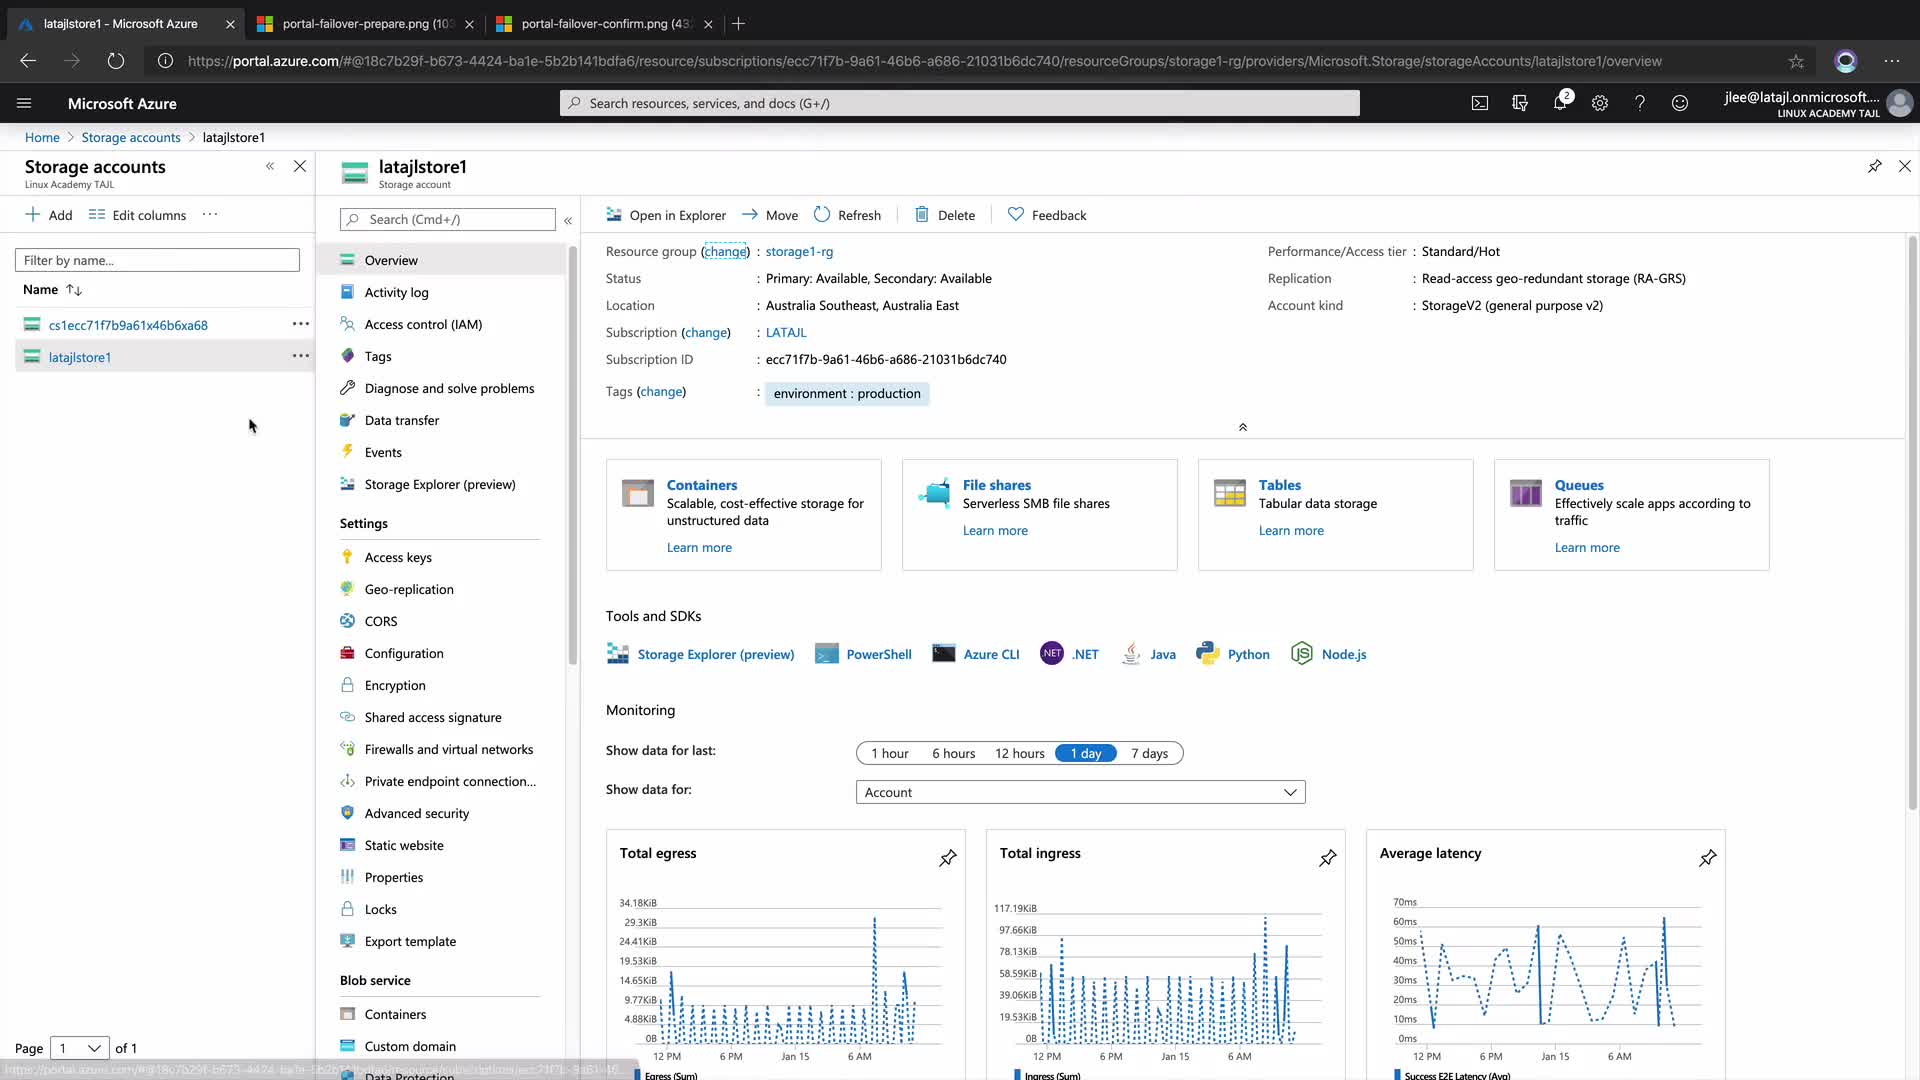 latajlstore1 - Microsoft Azure
portal-failover-prepare.png (103
portal-failover-confirm.png (43
https://portal.azure.com/#@18c7b29f-b673-4424-ba1e-5b2b141bdfa6/resource/subscriptions/ecc71f7b-9a61-46b6-a686-21031b6dc740/resourceGroups/storage1-rg/providers/Microsoft.Storage/storageAccounts/latajlstore1/overview
Microsoft Azure
Search resources, services, and docs (G+/)
2
jlee@latajl.onmicrosoft....
LINUX ACADEMY TAJL
Home > Storage accounts > latajlstore1
Storage accounts
Linux Academy TAJL
Add
Edit columns
Filter by name...
Name
cs1ecc71f7b9a61x46b6xa68
latajlstore1
Page 1 of 1
latajlstore1
Storage account
Search (Cmd+/)
Overview
Activity log
Access control (IAM)
Tags
Diagnose and solve problems
Data transfer
Events
Storage Explorer (preview)
Settings
Access keys
Geo-replication
CORS
Configuration
Encryption
Shared access signature
Firewalls and virtual networks
Private endpoint connection...
Advanced security
Static website
Properties
Locks
Export template
Blob service
Containers
Custom domain
Data Protection
Open in Explorer
Move
Refresh
Delete
Feedback
Resource group (change) : storage1-rg
Status : Primary: Available, Secondary: Available
Location : Australia Southeast, Australia East
Subscription (change) : LATAJL
Subscription ID : ecc71f7b-9a61-46b6-a686-21031b6dc740
Tags (change) : environment : production
Performance/Access tier : Standard/Hot
Replication : Read-access geo-redundant storage (RA-GRS)
Account kind : StorageV2 (general purpose v2)
Containers
Scalable, cost-effective storage for
unstructured data
Learn more
File shares
Serverless SMB file shares
Learn more
Tables
Tabular data storage
Learn more
Queues
Effectively scale apps according to
traffic
Learn more
Tools and SDKs
Storage Explorer (preview)
PowerShell
Azure CLI
NET
.NET
Java
Python
Node.js
Monitoring
Show data for last:
1 hour
6 hours
12 hours
1 day
7 days
Show data for:
Account
Total egress
34.18KiB
29.3KiB
24.41KiB
19.53KiB
14.65KiB
9.77KiB
4.88KiB
0B
12 PM
6 PM
Jan 15
6 AM
Egress (Sum)
Total ingress
117.19KiB
97.66KiB
78.13KiB
58.59KiB
39.06KiB
19.53KiB
0B
12 PM
6 PM
Jan 15
6 AM
Ingress (Sum)
Average latency
70ms
60ms
50ms
40ms
30ms
20ms
10ms
0ms
12 PM
6 PM
Jan 15
6 AM
Success E2E Latency (Avg)